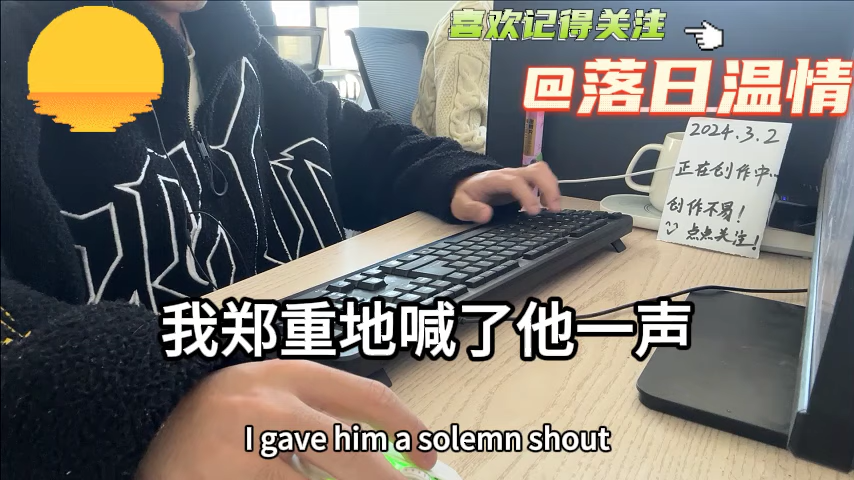 喜欢记得关注
@落日温情
2024.3.2
正在创作中..
创作不易!
点点关注!
我郑重地喊了他一声
I gave him a solemn shout